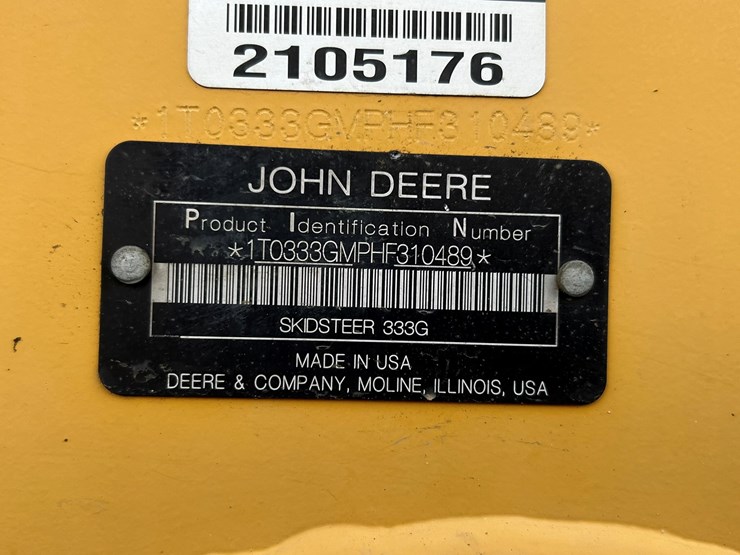 2105176
*1T0333GMPHF310489*
JOHN DEERE
Product Identification Number
*1T0333GMPHF310489*
SKIDSTEER 333G
MADE IN USA
DEERE & COMPANY, MOLINE, ILLINOIS, USA